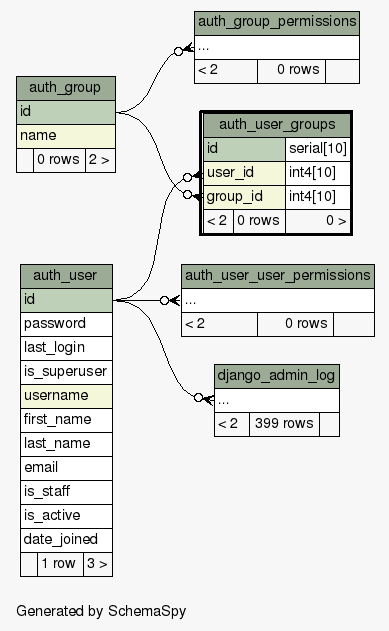 auth_group_permissions
...
< 2 0 rows
auth_group
id
name
0 rows 2 >
auth_user_groups
id serial[10]
user_id int4[10]
group_id int4[10]
< 2 0 rows 0 >
auth_user
id
password
last_login
is_superuser
username
first_name
last_name
email
is_staff
is_active
date_joined
1 row 3 >
auth_user_user_permissions
...
< 2 0 rows
django_admin_log
...
< 2 399 rows
Generated by SchemaSpy